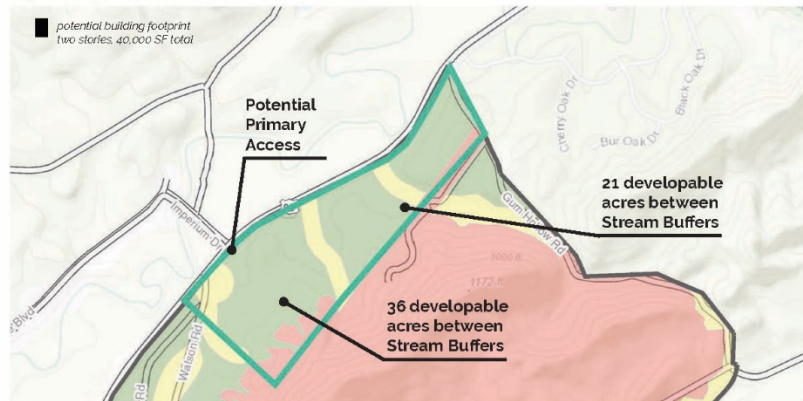 potential building footprint
two stories, 40,000 SF total
Potential
Primary
Access
Cherry Oak Dr
Black Oak Dr
Bur Oak Dr
21 developable
acres between
Stream Buffers
Imperium Dr
Gum Hollow Rd
1000 ft
1172 ft
36 developable
acres between
Stream Buffers
Blvd
Watson Rd
Rd